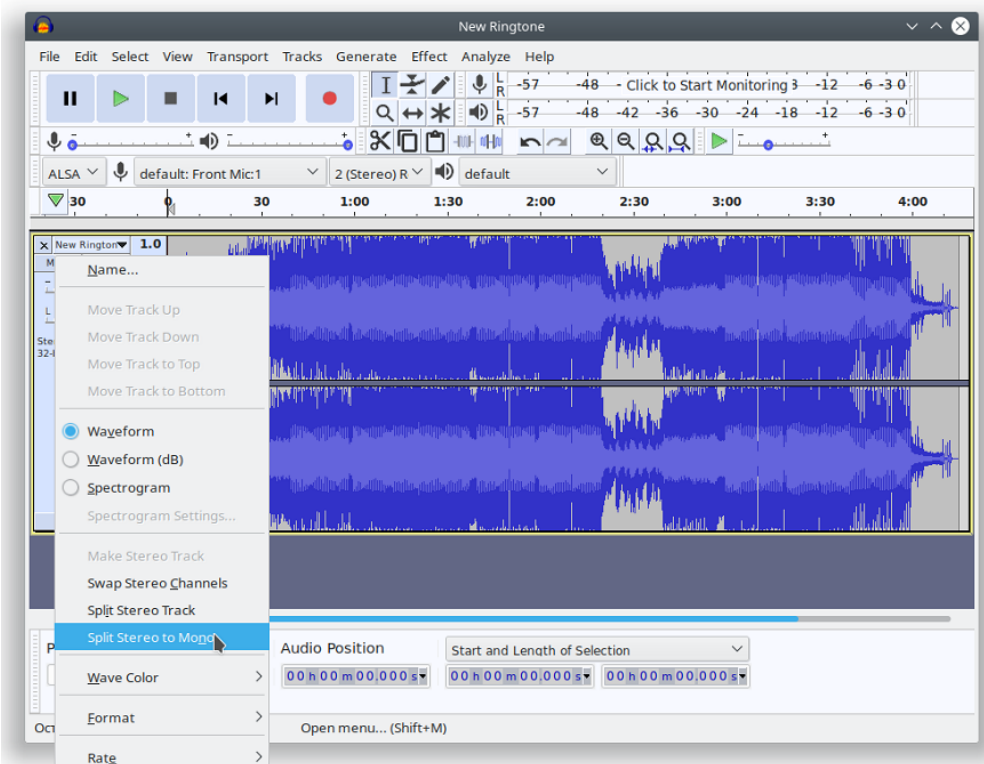 New Ringtone
File Edit Select View Transport Tracks Generate Effect Analyze Help
L
R
-57 -48 - Click to Start Monitoring -12 -6 -3 0
L
R
-57 -48 -42 -36 -30 -24 -18 -12 -6 -3 0
- +
- +
- +
ALSA default: Front Mic:1 2 (Stereo) R default
30 0 30 1:00 1:30 2:00 2:30 3:00 3:30 4:00
New Rington 1.0
M
L
Ste
32-
Name...
Move Track Up
Move Track Down
Move Track to Top
Move Track to Bottom
Waveform
Waveform (dB)
Spectrogram
Spectrogram Settings...
Make Stereo Track
Swap Stereo Channels
Split Stereo Track
Split Stereo to Mono
Wave Color
Format
Rate
P
Audio Position Start and Length of Selection
00 h 00 m 00.000 s 00 h 00 m 00.000 s 00 h 00 m 00.000 s
Ост Open menu... (Shift+M)